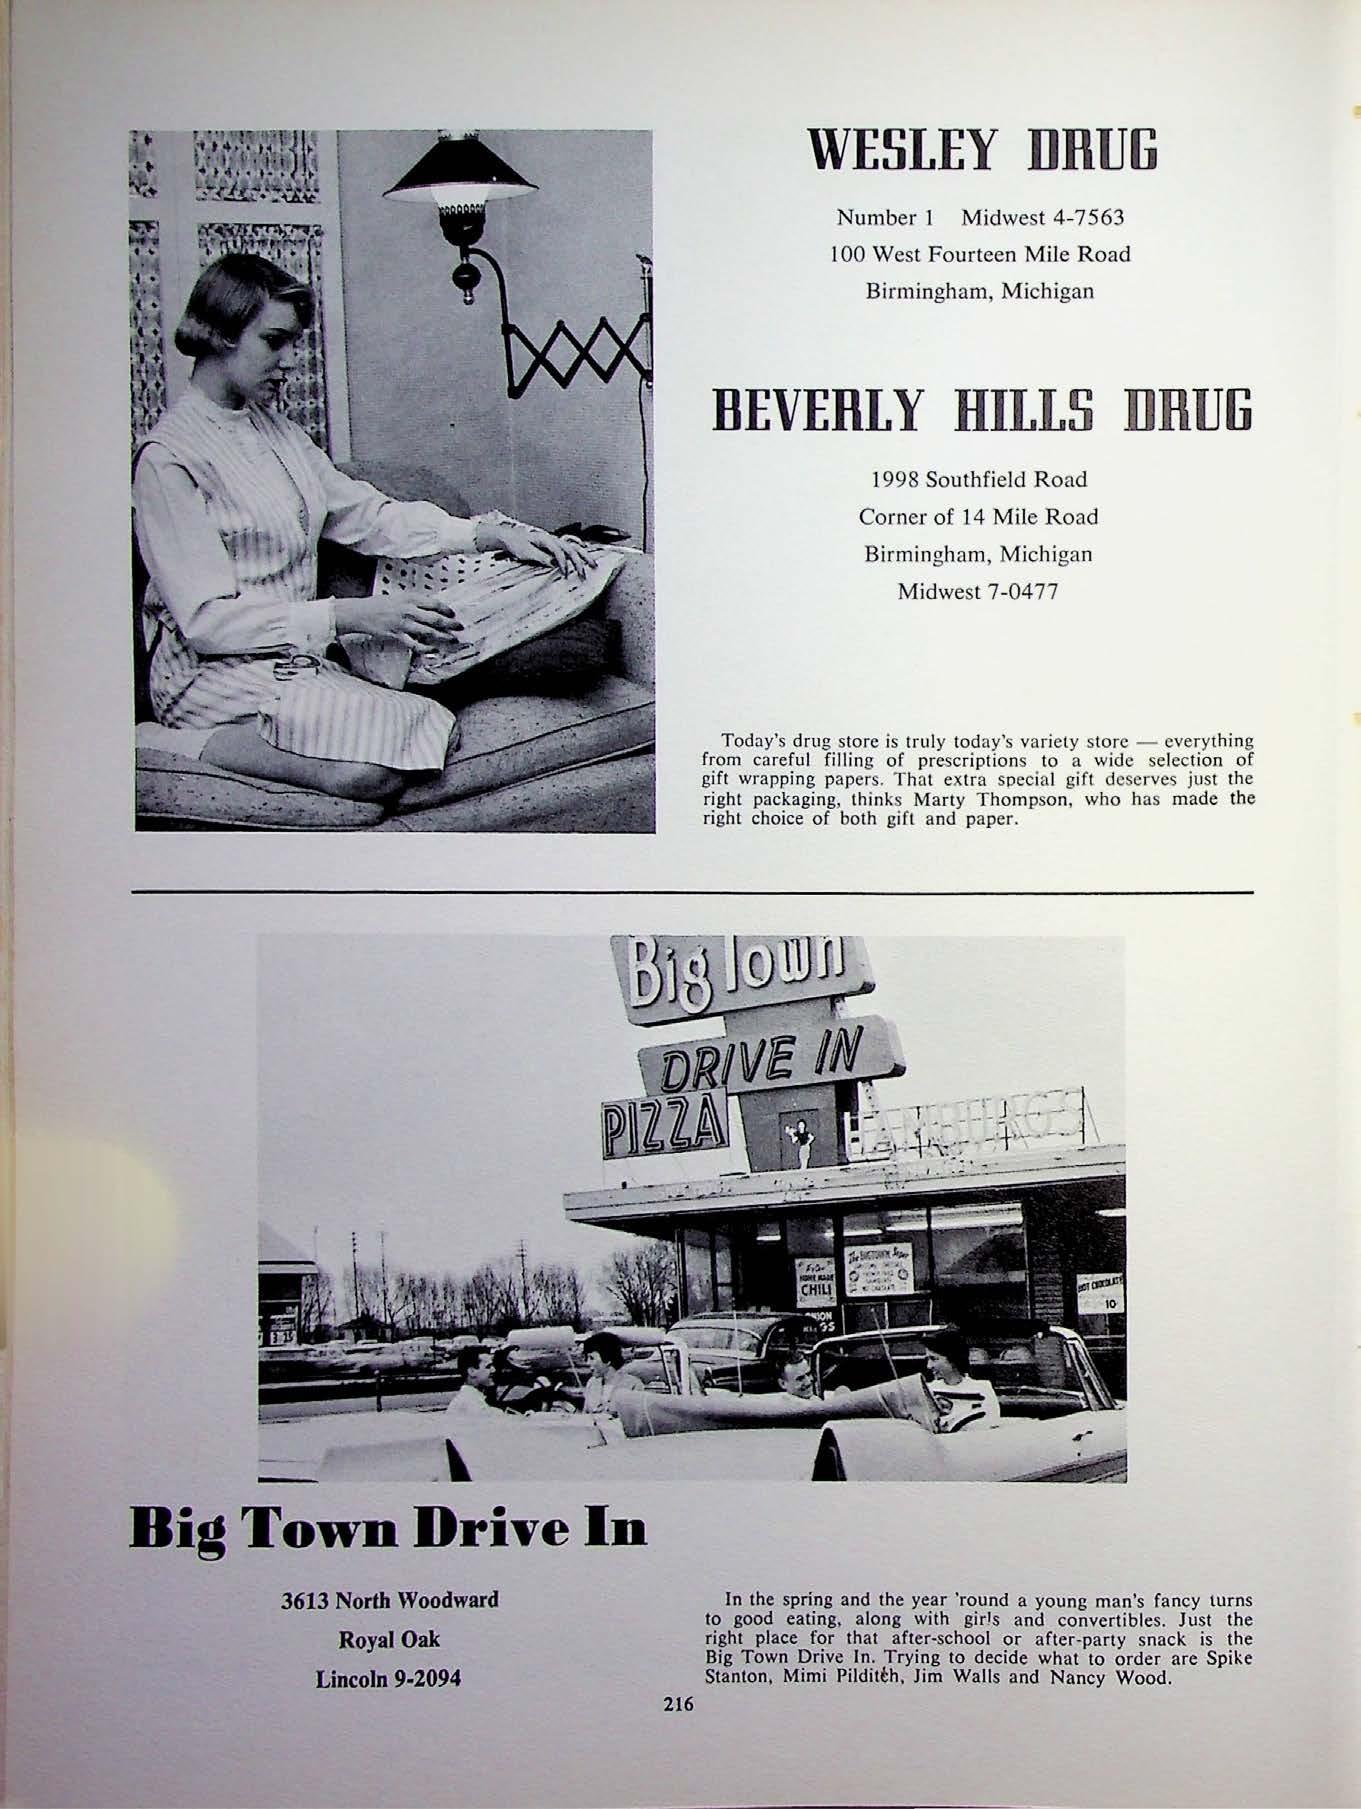 WESLEY DRUG
Number 1 Midwest 4-7563
100 West Fourteen Mile Road
Birmingham, Michigan
BEVERLY HILLS DRUG
1998 Southfield Road
Corner of 14 Mile Road
Birmingham, Michigan
Midwest 7-0477
Today's drug store is truly today's variety store — everything
from careful filling of prescriptions to a wide selection of
gift wrapping papers. That extra special gift deserves just the
right packaging, thinks Marty Thompson, who has made the
right choice of both gift and paper.
Big Town
DRIVE IN
PIZZA
HAMBURGS
HOME MADE
CHILI
The BIGTOWN
HOT CHOCOLATE
10
Big Town Drive In
3613 North Woodward
Royal Oak
Lincoln 9-2094
In the spring and the year 'round a young man's fancy turns
to good eating, along with girls and convertibles. Just the
right place for that after-school or after-party snack is the
Big Town Drive In. Trying to decide what to order are Spike
Stanton, Mimi Pilditch, Jim Walls and Nancy Wood.
216